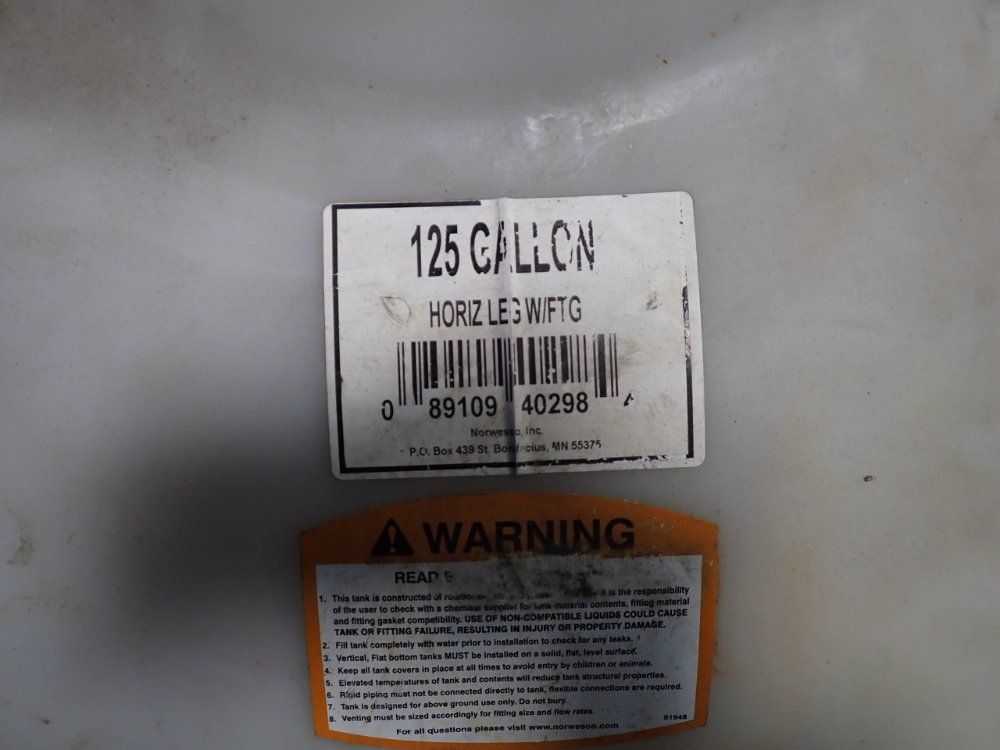 125 GALLON
HORIZ LEG W/FTG
0 89109 40298 4
Norwesco, Inc.
P.O. Box 439 St. Bonifacius, MN 55375
WARNING
READ
1. This tank is constructed of it is the responsibility
of the user to check with a chemical supplier for tank material contents, fitting material
and fitting gasket compatibility. USE OF NON-COMPATIBLE LIQUIDS COULD CAUSE
TANK OR FITTING FAILURE, RESULTING IN INJURY OR PROPERTY DAMAGE.
2. Fill tank completely with water prior to installation to check for any leaks.
3. Vertical, Flat bottom tanks MUST be installed on a solid, flat, level surface.
4. Keep all tank covers in place at all times to avoid entry by children or animals.
5. Elevated temperatures of tank and contents will reduce tank structural properties.
6. Rigid piping must not be connected directly to tank, flexible connections are required.
7. Tank is designed for above ground use only. Do not bury.
8. Venting must be sized accordingly for fitting size and flow rates.
61848
For all questions please visit www.norwesco.com